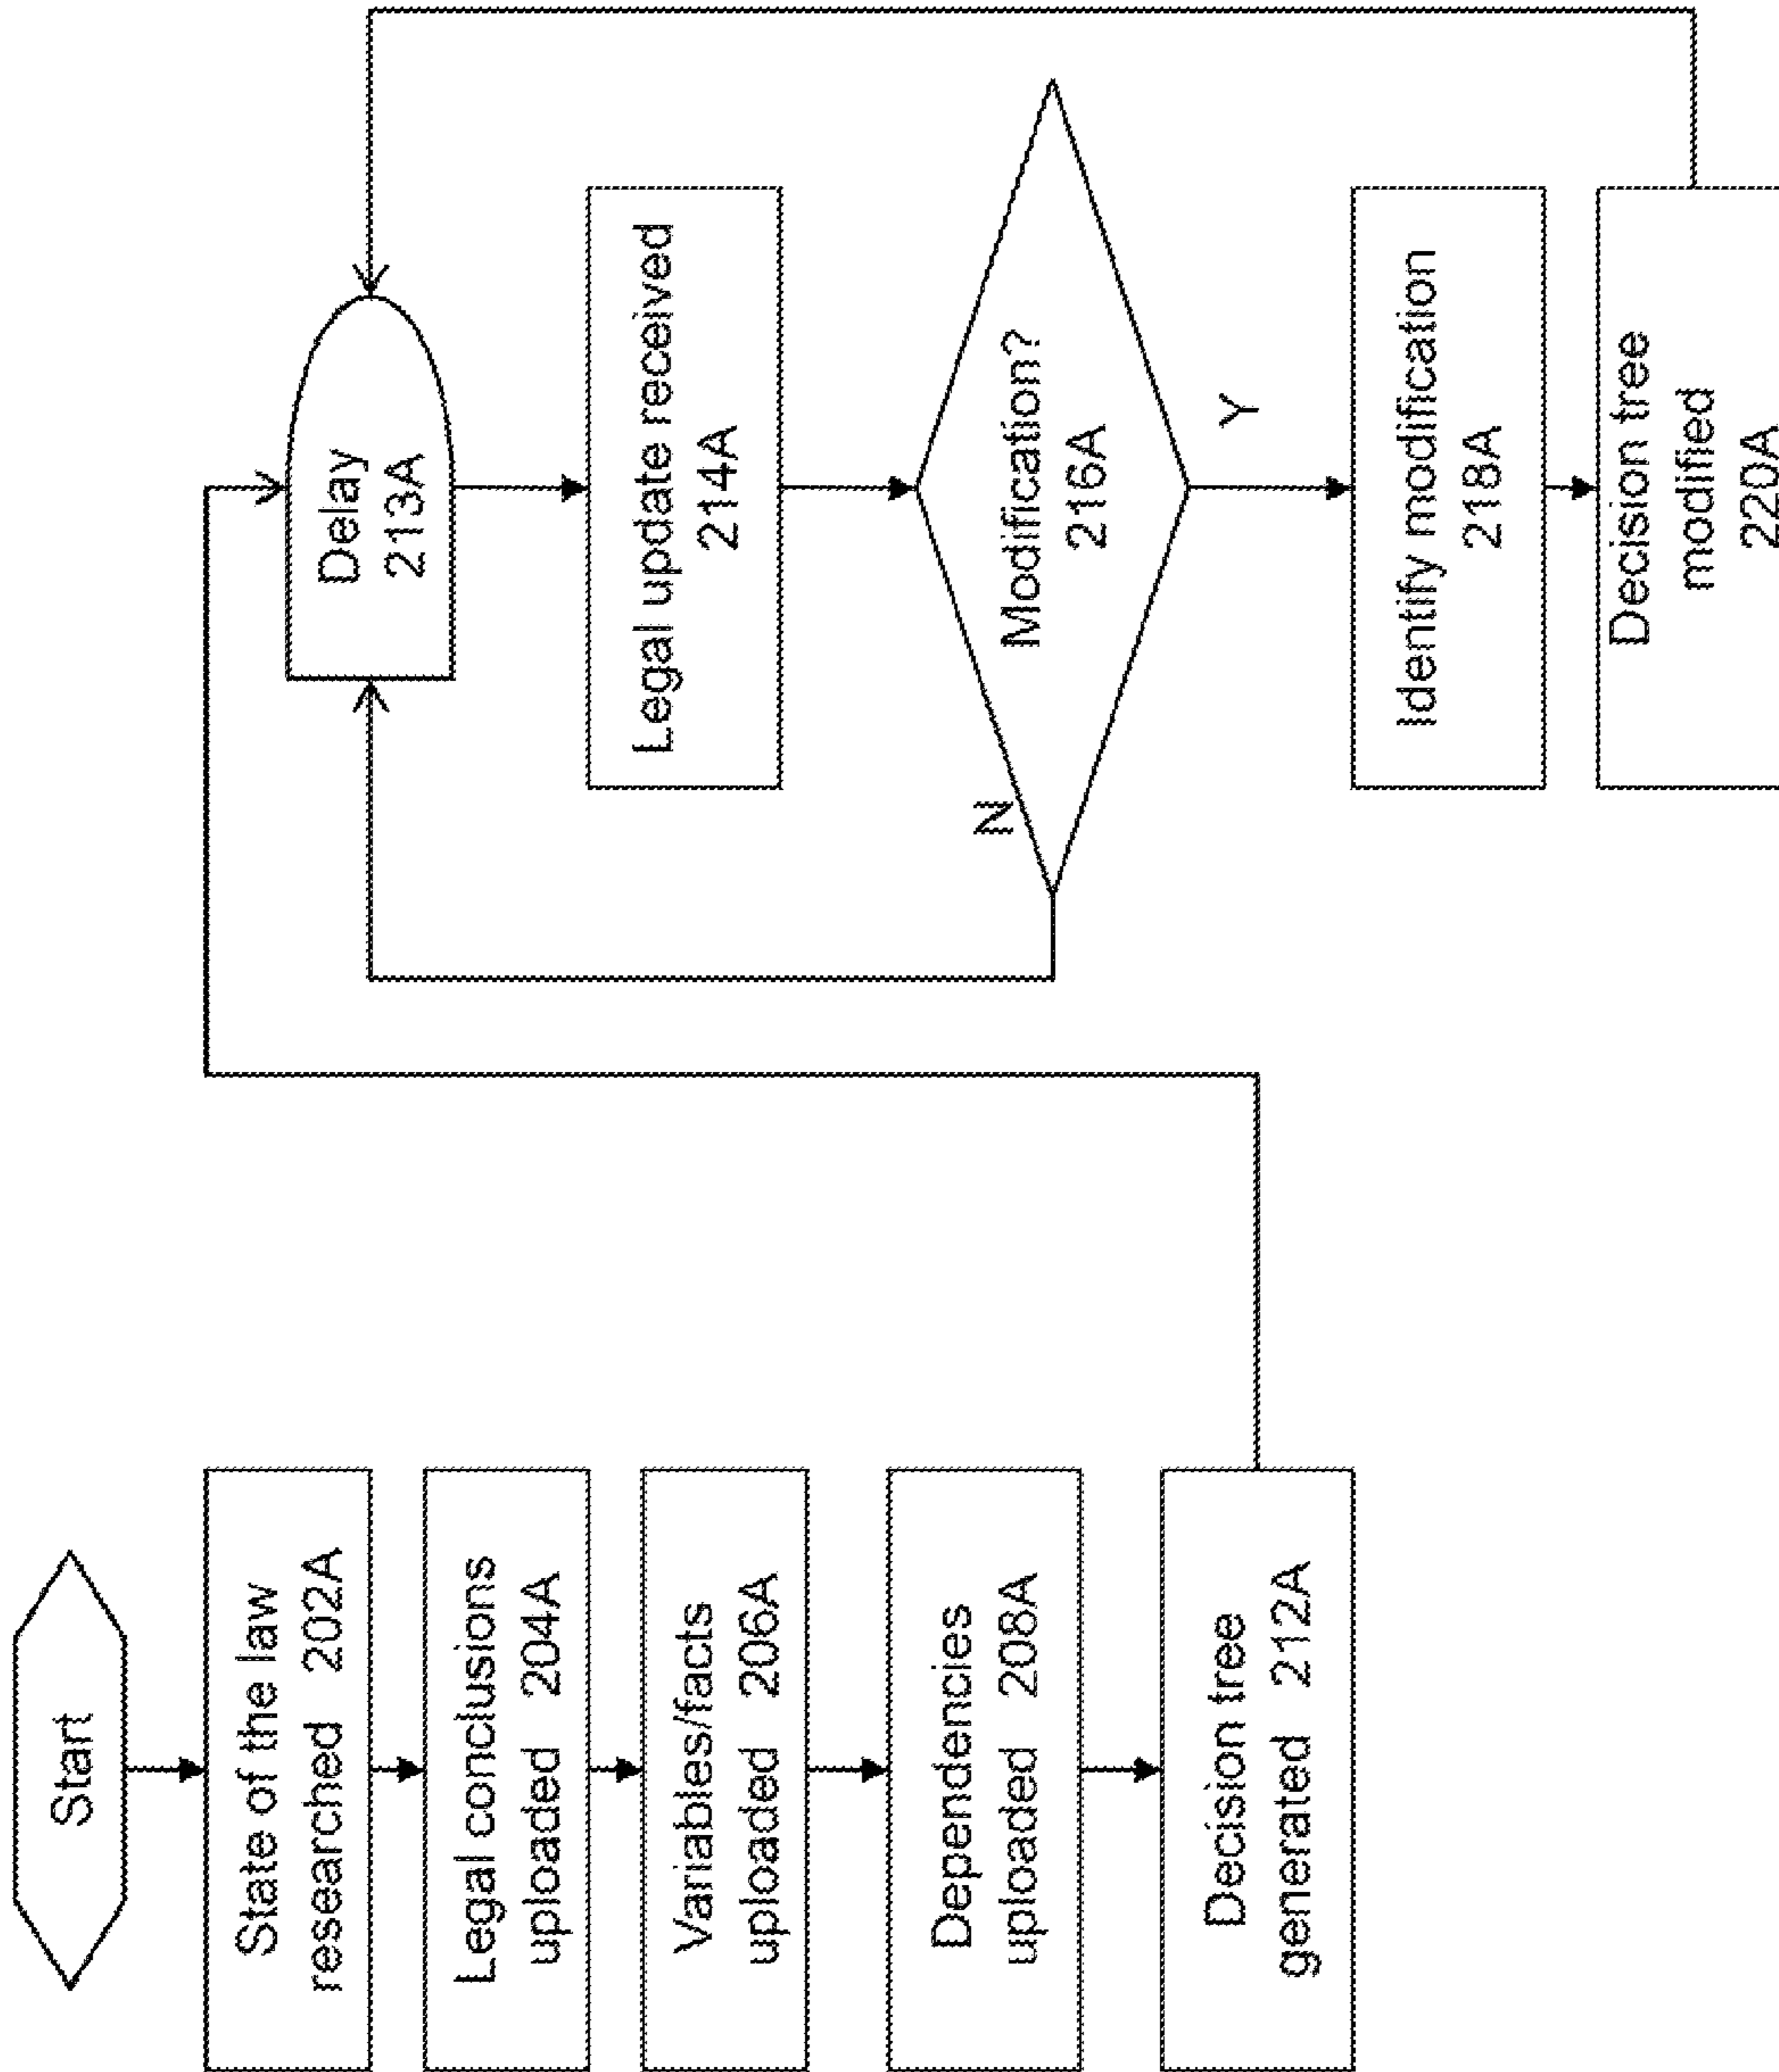 Start
State of the law
researched 202A
Legal conclusions
uploaded 204A
Variables/facts
uploaded 206A
Dependencies
uploaded 208A
Decision tree
generated 212A
Delay
213A
Legal update received
214A
Modification?
216A
N
Y
Identify modification
218A
Decision tree
modified
220A